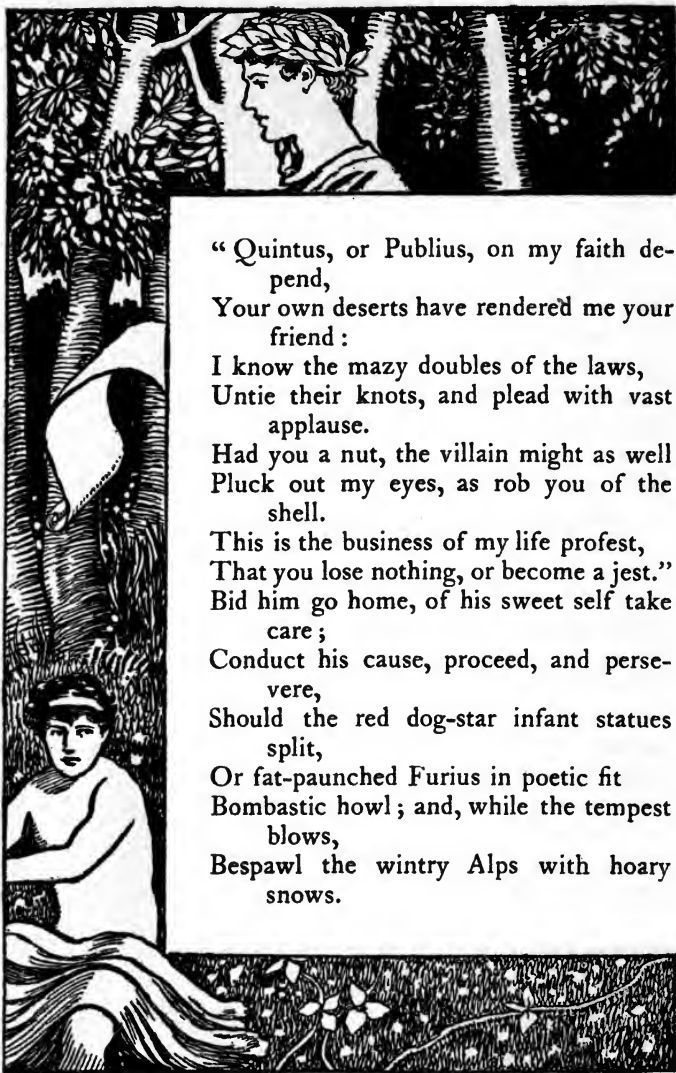 “ Quintus, or Publius, on my faith de-
pend,
Your own deserts have rendered me your
friend :
I know the mazy doubles of the laws,
Untie their knots, and plead with vast
applause.
Had you a nut, the villain might as well
Pluck out my eyes, as rob you of the
shell.
This is the business of my life profest,
That you lose nothing, or become a jest.”
Bid him go home, of his sweet self take
care ;
Conduct his cause, proceed, and perse-
vere,
Should the red dog-star infant statues
split,
Or fat-paunched Furius in poetic fit
Bombastic howl ; and, while the tempest
blows,
Bespawl the wintry Alps with hoary
snows.